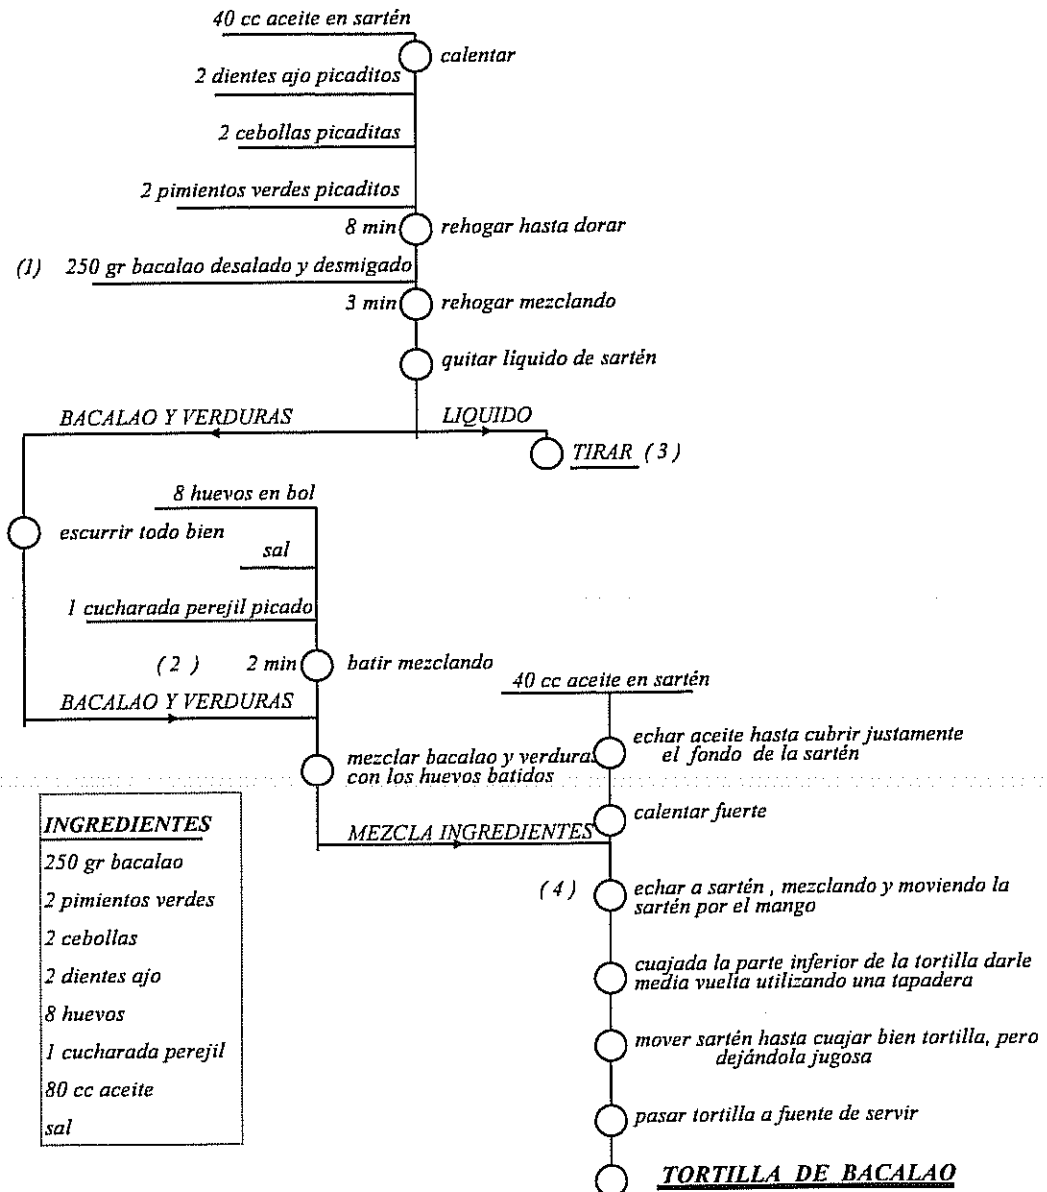 40 cc aceite en sartén
calentar
2 dientes ajo picaditos
2 cebollas picaditas
2 pimientos verdes picaditos
8 min rehogar hasta dorar
(1) 250 gr bacalao desalado y desmigado
3 min rehogar mezclando
quitar líquido de sartén
BACALAO Y VERDURAS LIQUIDO
TIRAR ( 3 )
8 huevos en bol
escurrir todo bien
sal
1 cucharada perejil picado
( 2 ) 2 min batir mezclando
BACALAO Y VERDURAS
40 cc aceite en sartén
echar aceite hasta cubrir justamente
el fondo de la sartén
mezclar bacalao y verduras
con los huevos batidos
calentar fuerte
MEZCLA INGREDIENTES
( 4 ) echar a sartén , mezclando y moviendo la
sartén por el mango
cuajada la parte inferior de la tortilla darle
media vuelta utilizando una tapadera
mover sartén hasta cuajar bien tortilla, pero
dejándola jugosa
pasar tortilla a fuente de servir
TORTILLA DE BACALAO
INGREDIENTES
250 gr bacalao
2 pimientos verdes
2 cebollas
2 dientes ajo
8 huevos
1 cucharada perejil
80 cc aceite
sal